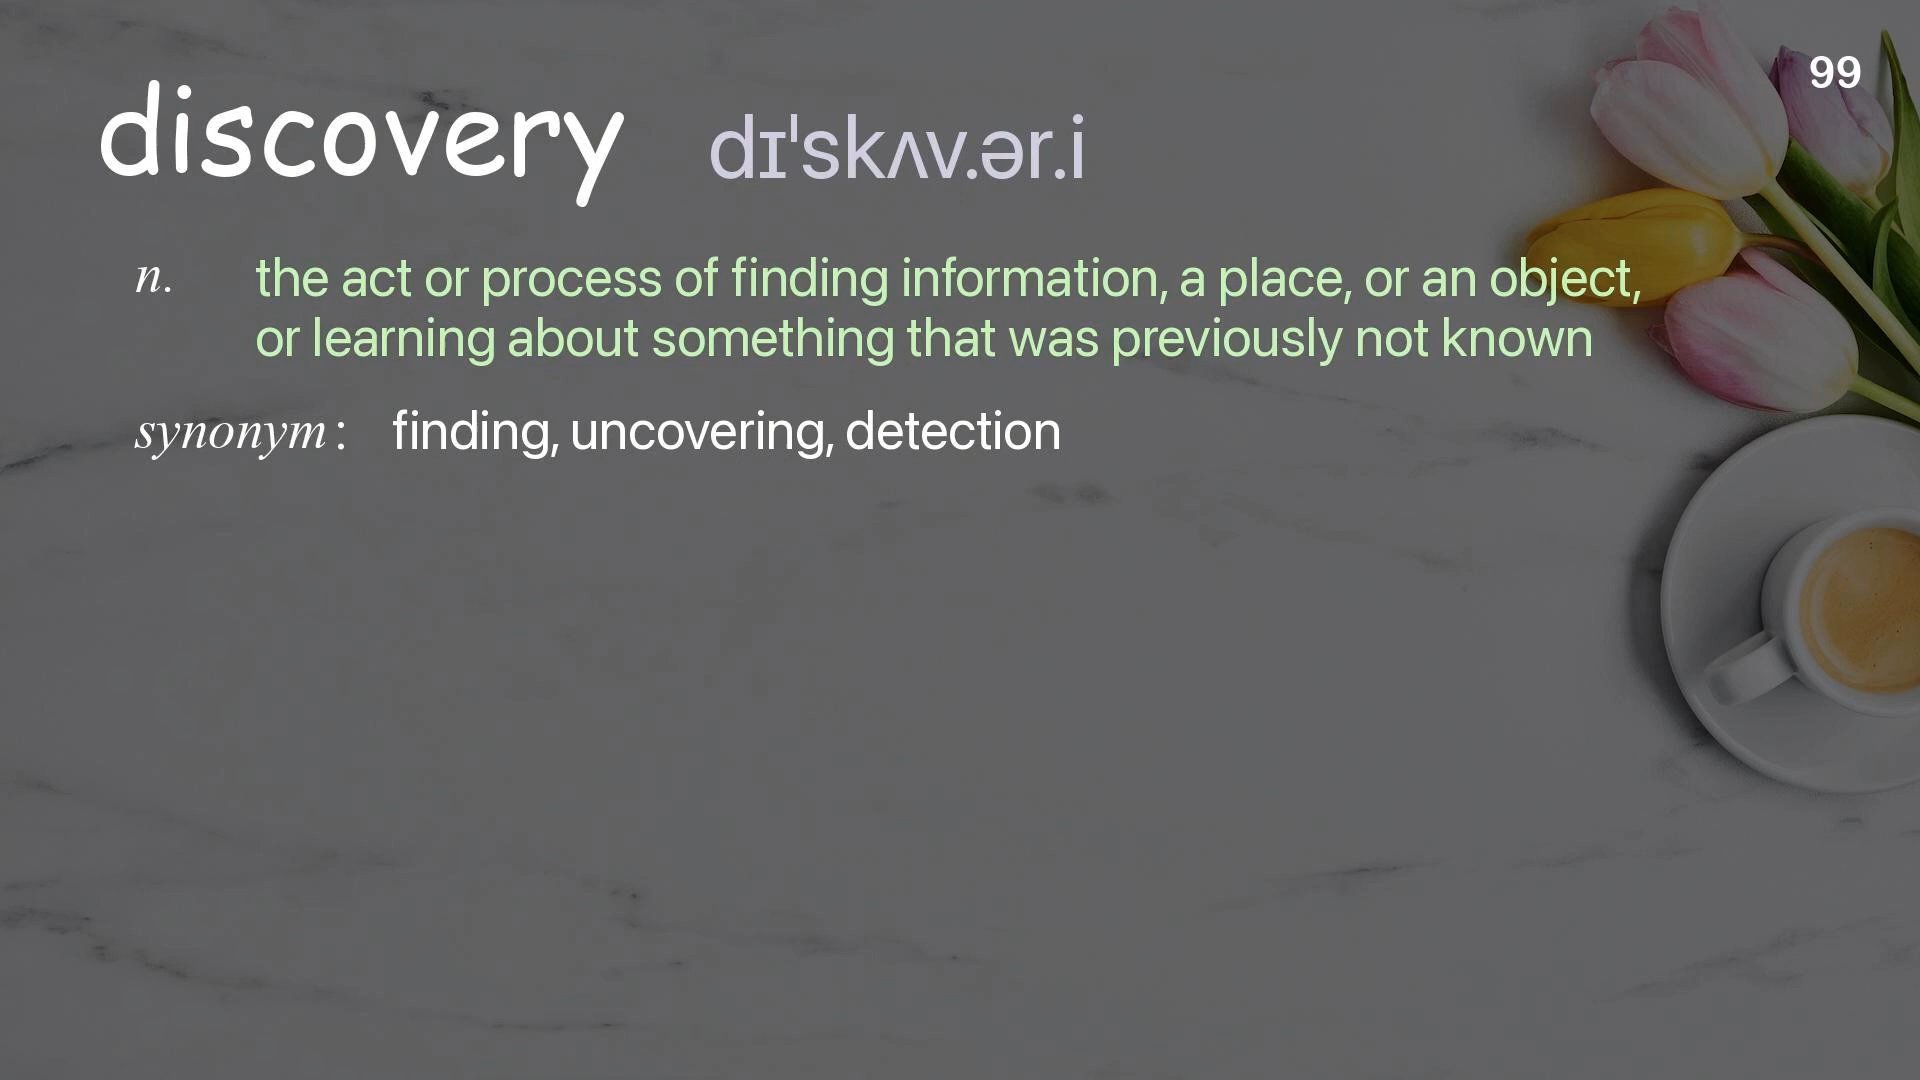 99
discovery dɪˈskʌv.ər.i
n. the act or process of finding information, a place, or an object,
or learning about something that was previously not known
synonym: finding, uncovering, detection